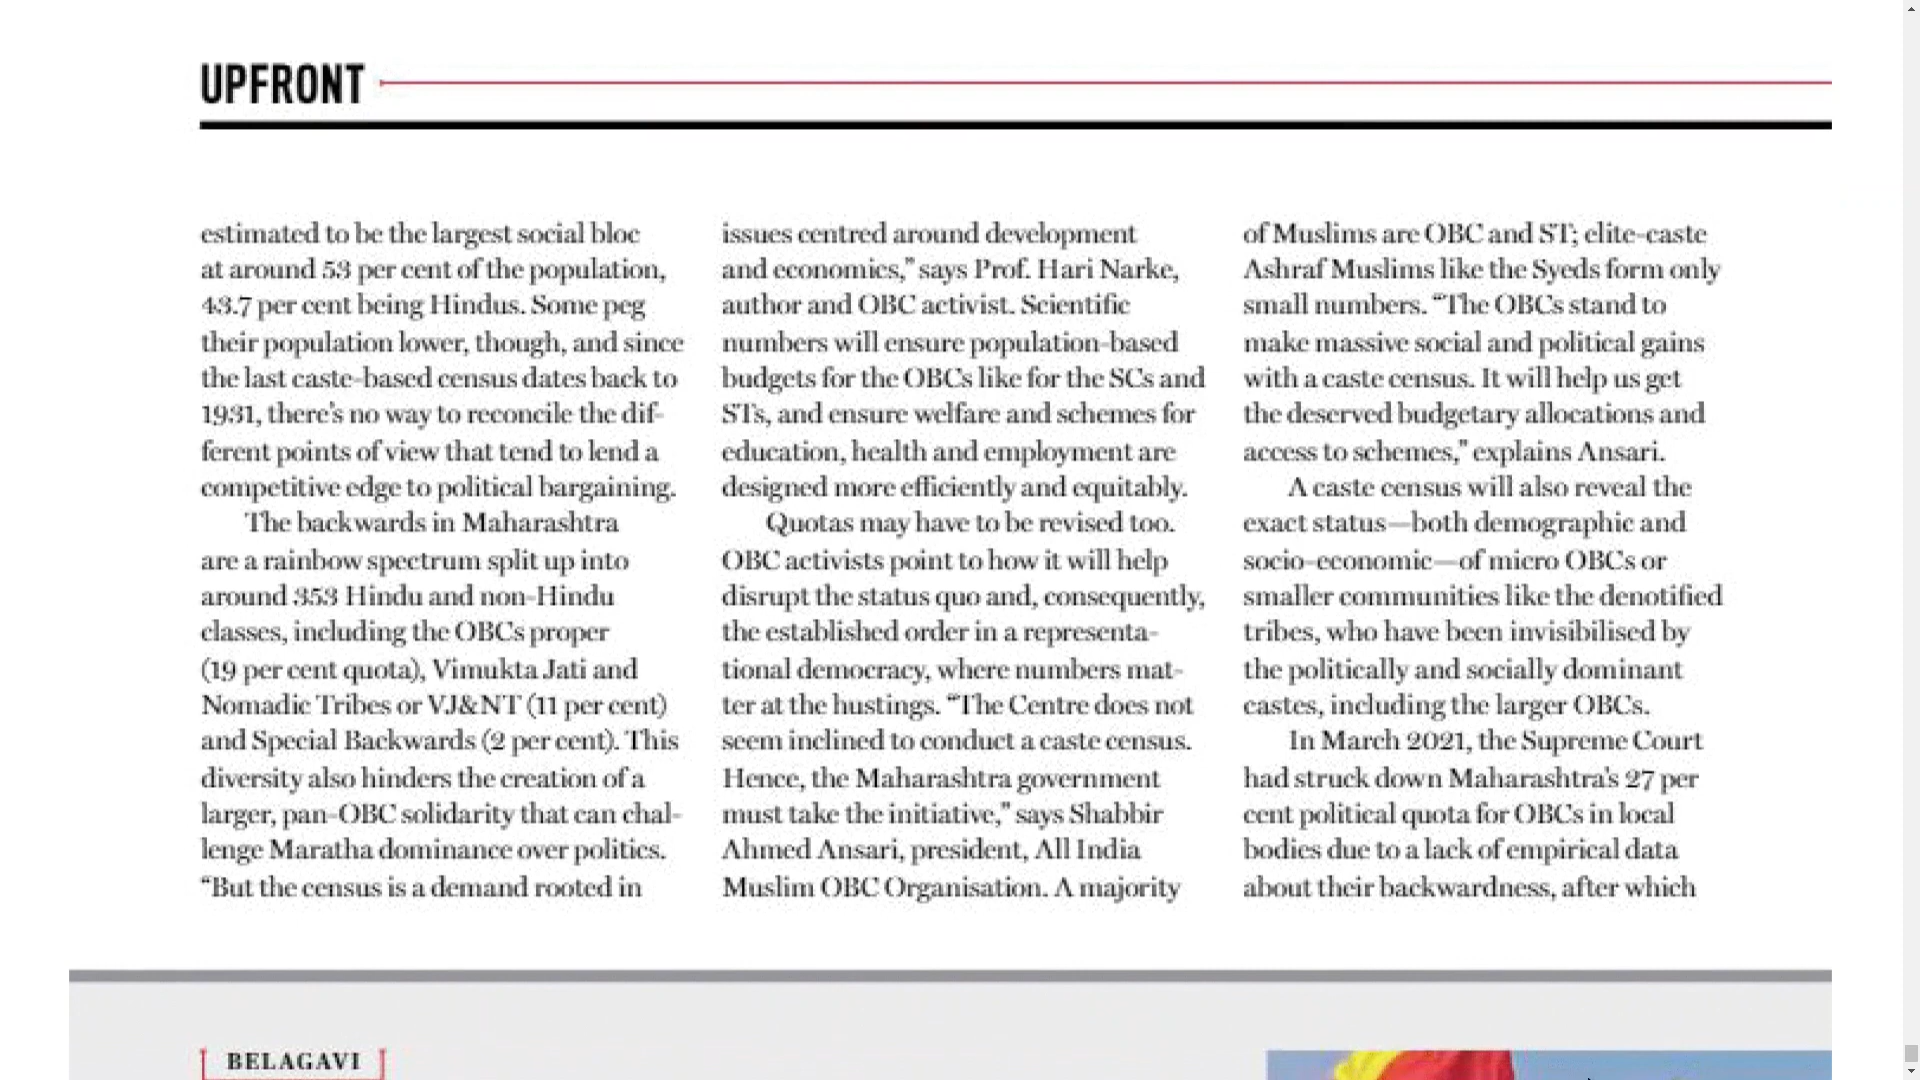 UPFRONT
estimated to be the largest social bloc
at around 53 per cent of the population,
43.7 per cent being Hindus. Some peg
their population lower, though, and since
the last caste-based census dates back to
1931, there's no way to reconcile the dif-
ferent points of view that tend to lend a
competitive edge to political bargaining.
The backwards in Maharashtra
are a rainbow spectrum split up into
around 353 Hindu and non-Hindu
classes, including the OBCs proper
(19 per cent quota), Vimukta Jati and
Nomadic Tribes or VJ&NT (11 per cent)
and Special Backwards (2 per cent). This
diversity also hinders the creation of a
larger, pan-OBC solidarity that can chal-
lenge Maratha dominance over politics.
“But the census is a demand rooted in
issues centred around development
and economics,” says Prof. Hari Narke,
author and OBC activist. Scientific
numbers will ensure population-based
budgets for the OBCs like for the SCs and
STs, and ensure welfare and schemes for
education, health and employment are
designed more efficiently and equitably.
Quotas may have to be revised too.
OBC activists point to how it will help
disrupt the status quo and, consequently,
the established order in a representa-
tional democracy, where numbers mat-
ter at the hustings. “The Centre does not
seem inclined to conduct a caste census.
Hence, the Maharashtra government
must take the initiative,” says Shabbir
Ahmed Ansari, president, All India
Muslim OBC Organisation. A majority
of Muslims are OBC and ST; elite-caste
Ashraf Muslims like the Syeds form only
small numbers. “The OBCs stand to
make massive social and political gains
with a caste census. It will help us get
the deserved budgetary allocations and
access to schemes,” explains Ansari.
A caste census will also reveal the
exact status—both demographic and
socio-economic—of micro OBCs or
smaller communities like the denotified
tribes, who have been invisibilised by
the politically and socially dominant
castes, including the larger OBCs.
In March 2021, the Supreme Court
had struck down Maharashtra's 27 per
cent political quota for OBCs in local
bodies due to a lack of empirical data
about their backwardness, after which
BELAGAVI